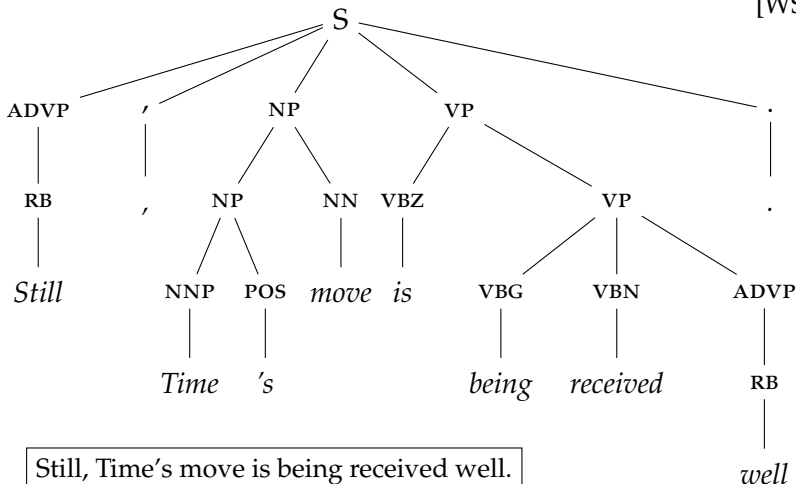 [Ws
S
ADVP , NP VP .
RB , NP NN VBZ VP .
Still NNP POS move is VBG VBN ADVP
Time 's being received RB
Still, Time's move is being received well.
well